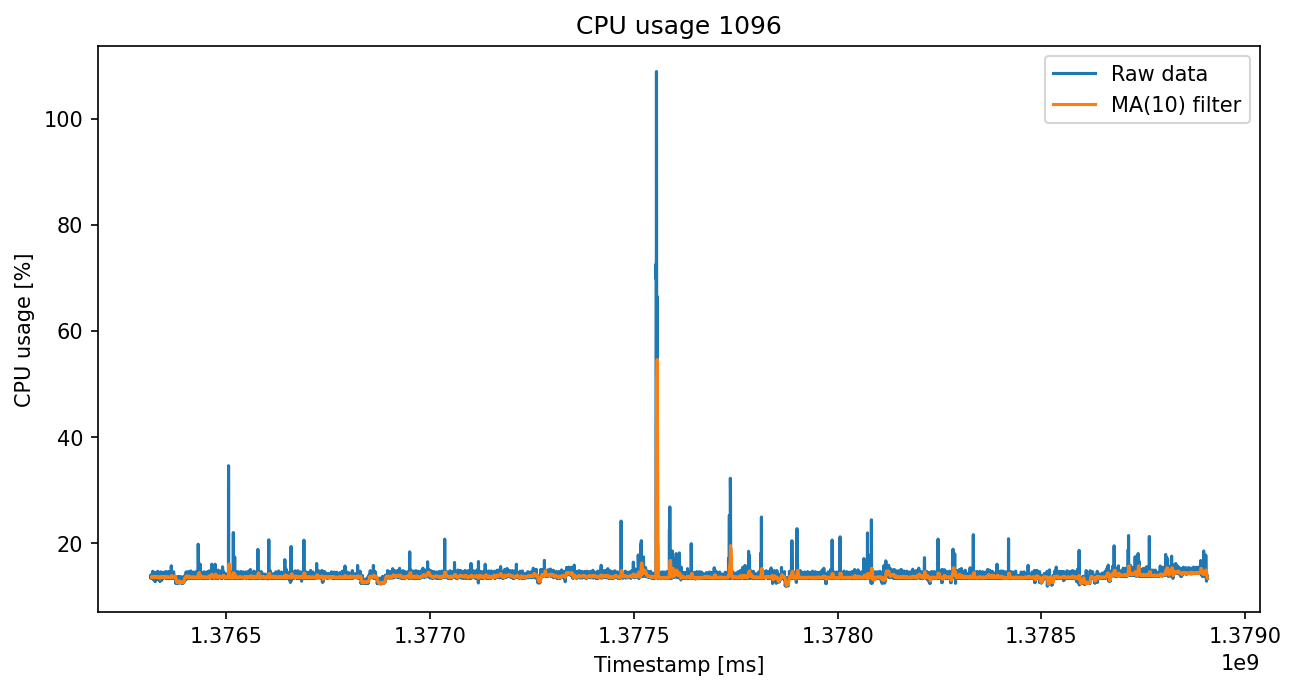 CPU usage 1096
Raw data
MA(10) filter
CPU usage [%]
100
80
60
40
20
1.3765 1.3770 1.3775 1.3780 1.3785 1.3790
1e9
Timestamp [ms]